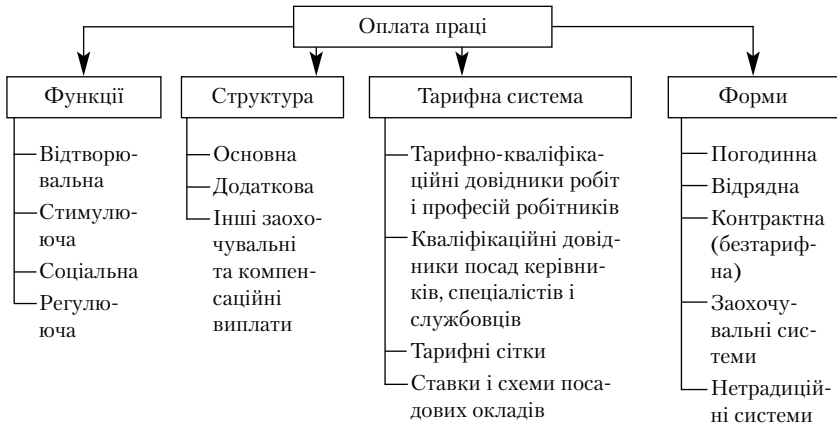 Оплата праці
Функції
Відтворю-
вальна
Стимулю-
юча
Соціальна
Регулю-
юча
Структура
Основна
Додаткова
Інші заохо-
чувальні
та компен-
саційні
виплати
Тарифна система
Тарифно-кваліфіка-
ційні довідники робіт
і професій робітників
Кваліфікаційні довід-
ники посад керівни-
ків, спеціалістів і
службовців
Тарифні сітки
Ставки і схеми поса-
дових окладів
Форми
Погодинна
Відрядна
Контрактна
(безтариф-
на)
Заохочу-
вальні сис-
теми
Нетрадицій-
ні системи